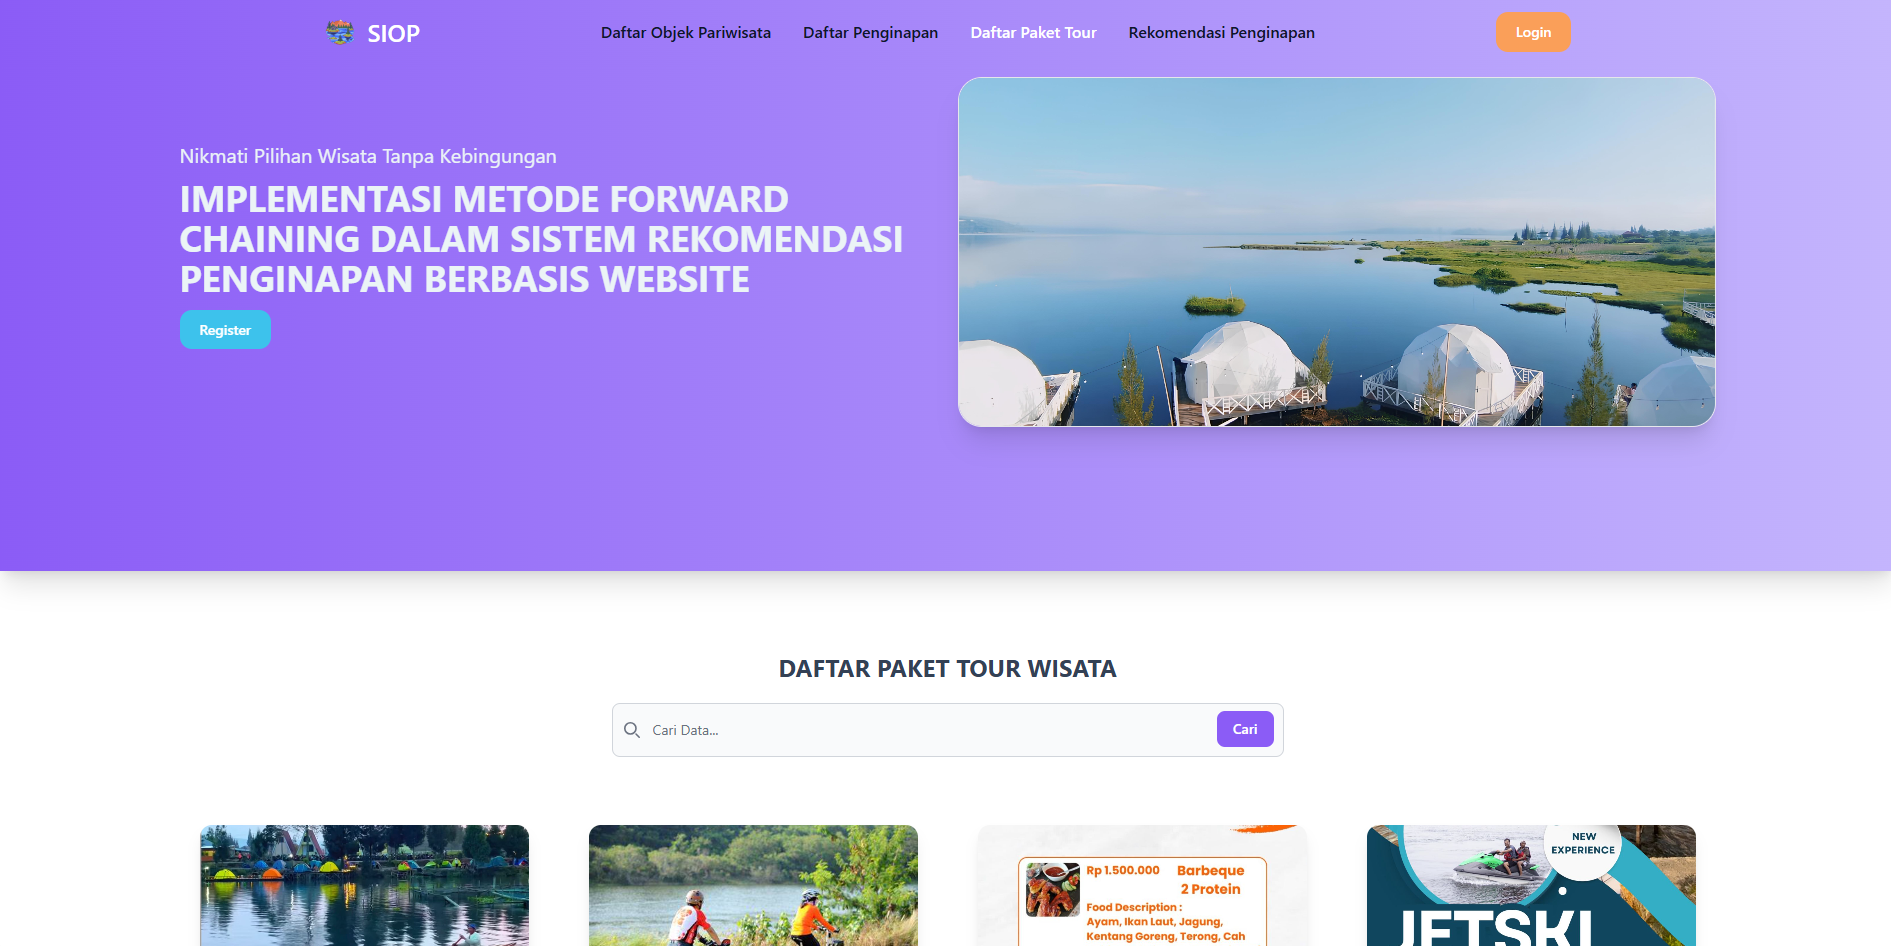 SIOP
Daftar Objek Pariwisata
Daftar Penginapan
Daftar Paket Tour
Rekomendasi Penginapan
Login
Nikmati Pilihan Wisata Tanpa Kebingungan
IMPLEMENTASI METODE FORWARD
CHAINING DALAM SISTEM REKOMENDASI
PENGINAPAN BERBASIS WEBSITE
Register
DAFTAR PAKET TOUR WISATA
Cari Data...
Cari
Rp 1.500.000
Barbeque
2 Protein
Food Description :
Ayam, Ikan Laut, Jagung,
Kentang Goreng, Terong, Cah
NEW
EXPERIENCE
JETSKI